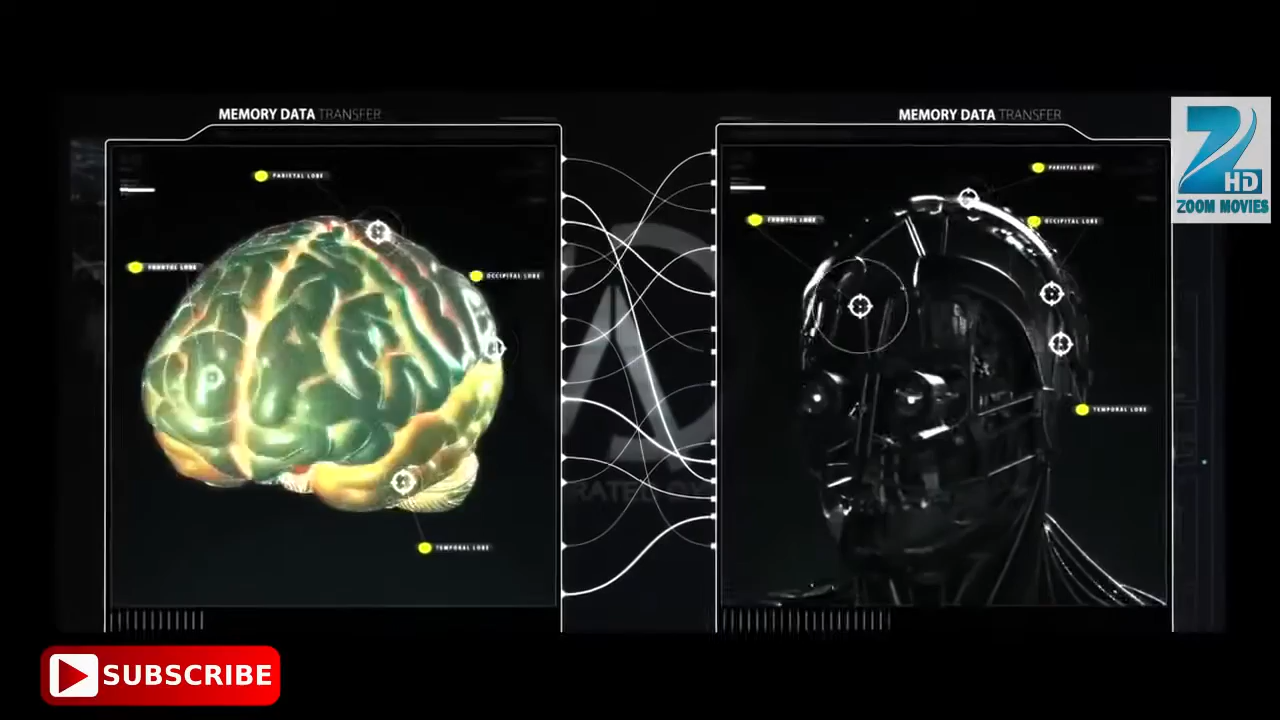 MEMORY DATA TRANSFER
PARIETAL LOBE
FRONTAL LOBE
OCCIPITAL LOBE
TEMPORAL LOBE
MEMORY DATA TRANSFER
PARIETAL LOBE
FRONTAL LOBE
OCCIPITAL LOBE
TEMPORAL LOBE
HD
ZOOM MOVIES
SUBSCRIBE